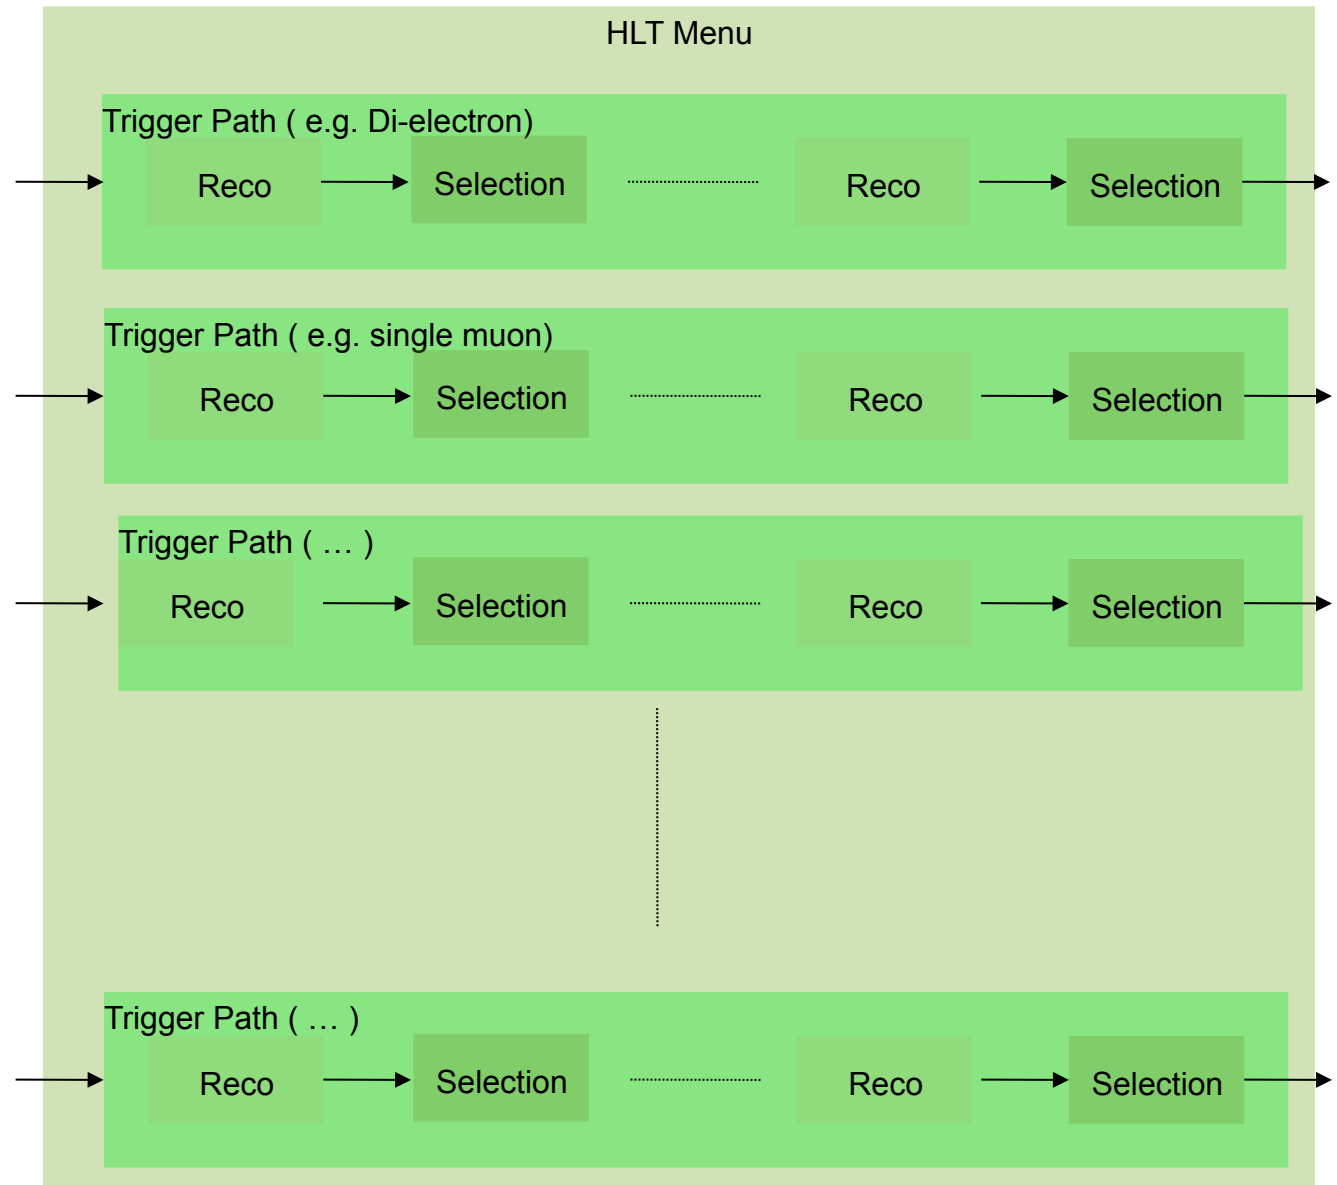 HLT Menu
Trigger Path ( e.g. Di-electron)
Reco Selection Reco Selection
Trigger Path ( e.g. single muon)
Reco Selection Reco Selection
Trigger Path ( … )
Reco Selection Reco Selection
Trigger Path ( … )
Reco Selection Reco Selection